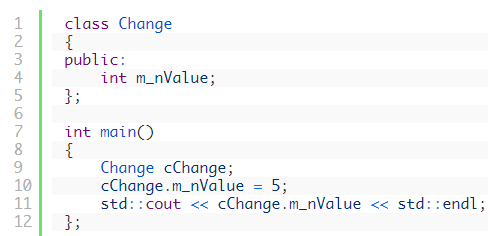 1 class Change
2 {
3 public:
4     int m_nValue;
5 };
6
7 int main()
8 {
9     Change cChange;
10     cChange.m_nValue = 5;
11     std::cout << cChange.m_nValue << std::endl;
12 };